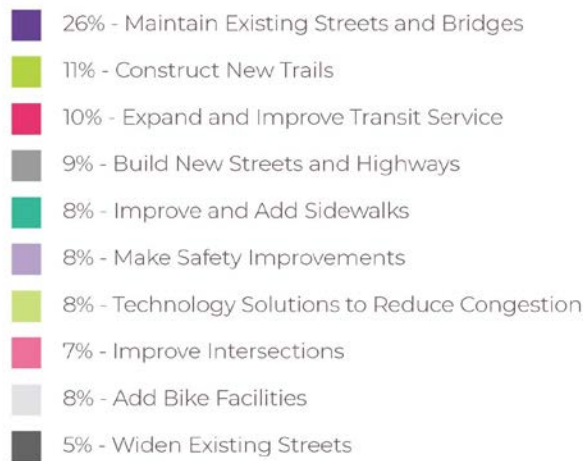 26% - Maintain Existing Streets and Bridges
11% - Construct New Trails
10% - Expand and Improve Transit Service
9% - Build New Streets and Highways
8% - Improve and Add Sidewalks
8% - Make Safety Improvements
8% - Technology Solutions to Reduce Congestion
7% - Improve Intersections
8% - Add Bike Facilities
5% - Widen Existing Streets